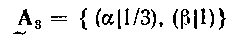 A₃ = { (α|1/3), (β|1)}